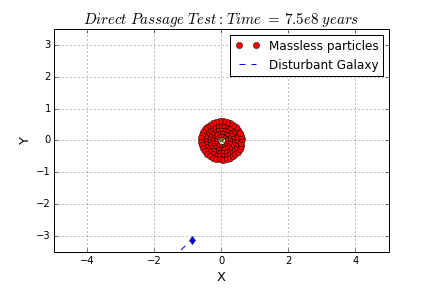 Direct Passage Test : Time = 7.5e8 years
Massless particles
Disturbant Galaxy
3
2
1
0
−1
−2
−3
Y
−4
−2
0
2
4
X